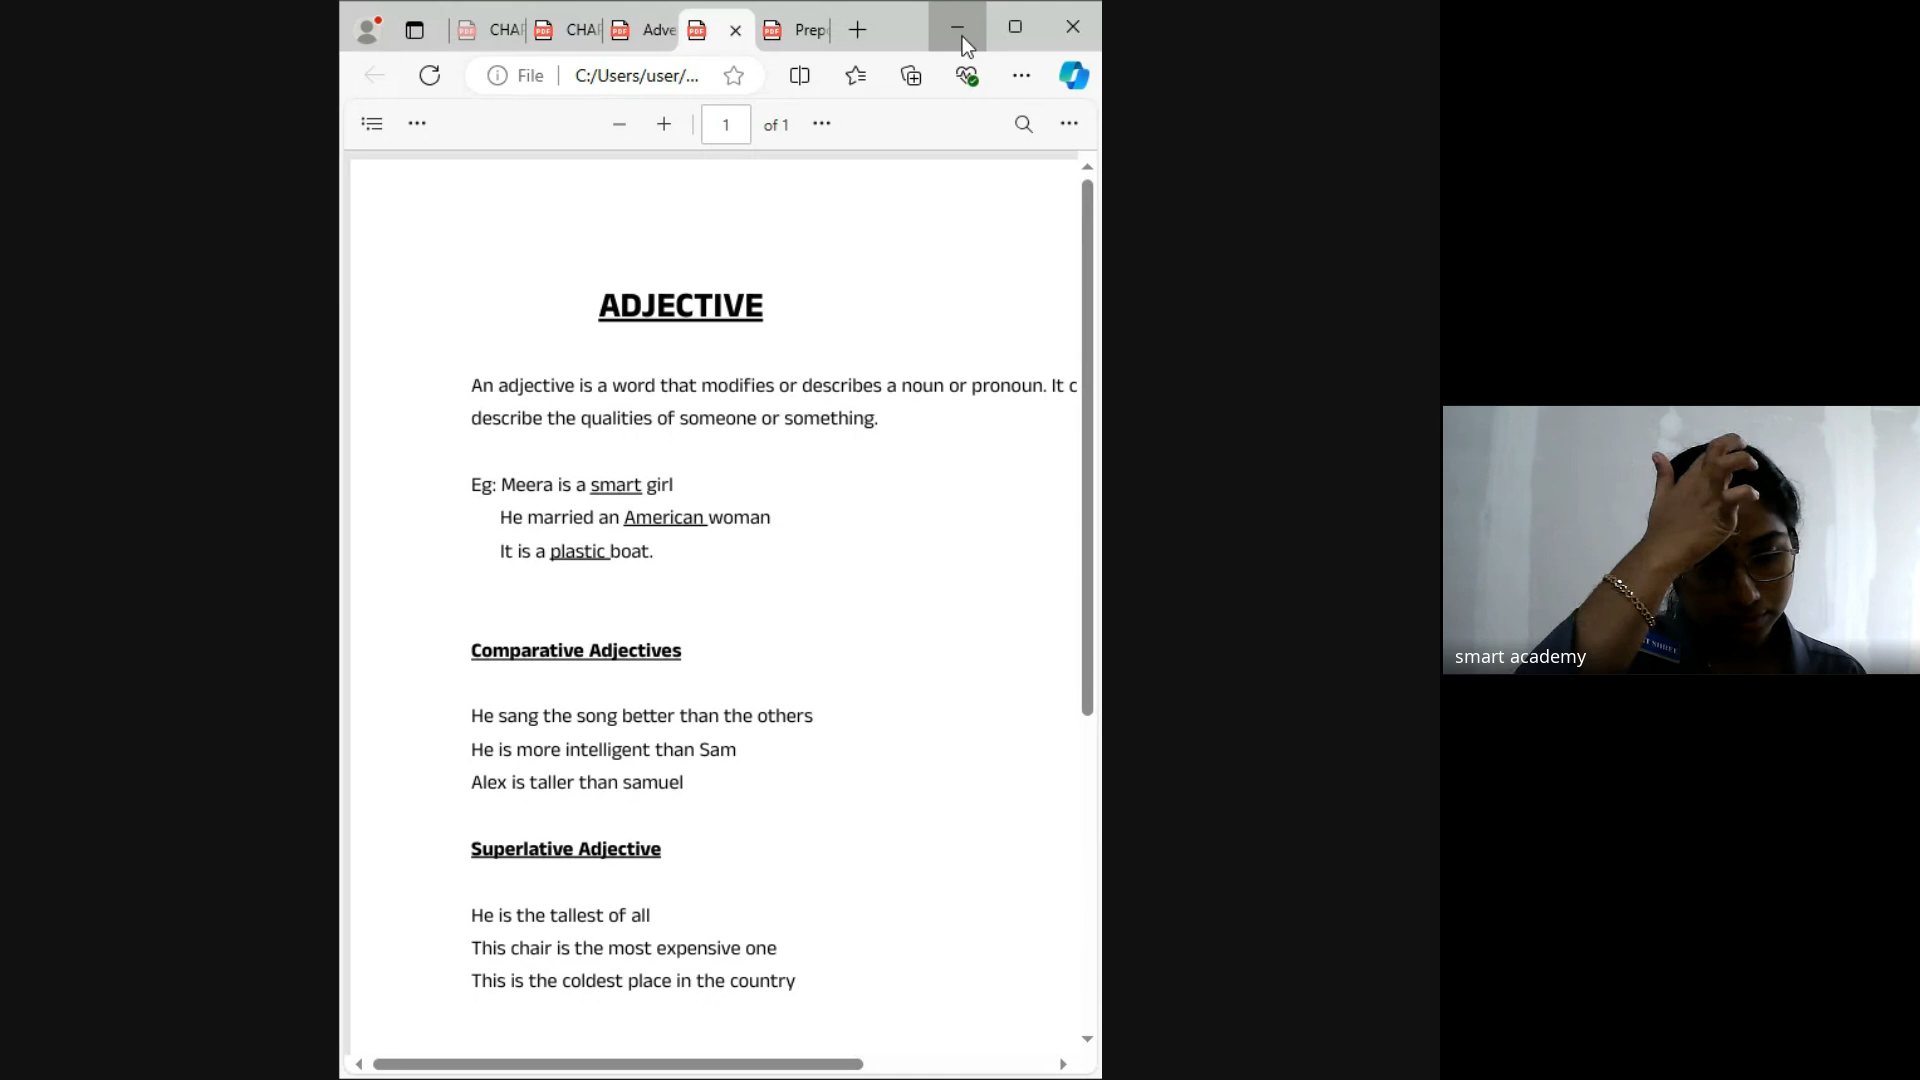 CHA
CHA
Adve
Prep
File
C:/Users/user/...
1 of 1
ADJECTIVE
An adjective is a word that modifies or describes a noun or pronoun. It c
describe the qualities of someone or something.
Eg: Meera is a smart girl
He married an American woman
It is a plastic boat.
Comparative Adjectives
He sang the song better than the others
He is more intelligent than Sam
Alex is taller than samuel
Superlative Adjective
He is the tallest of all
This chair is the most expensive one
This is the coldest place in the country
smart academy